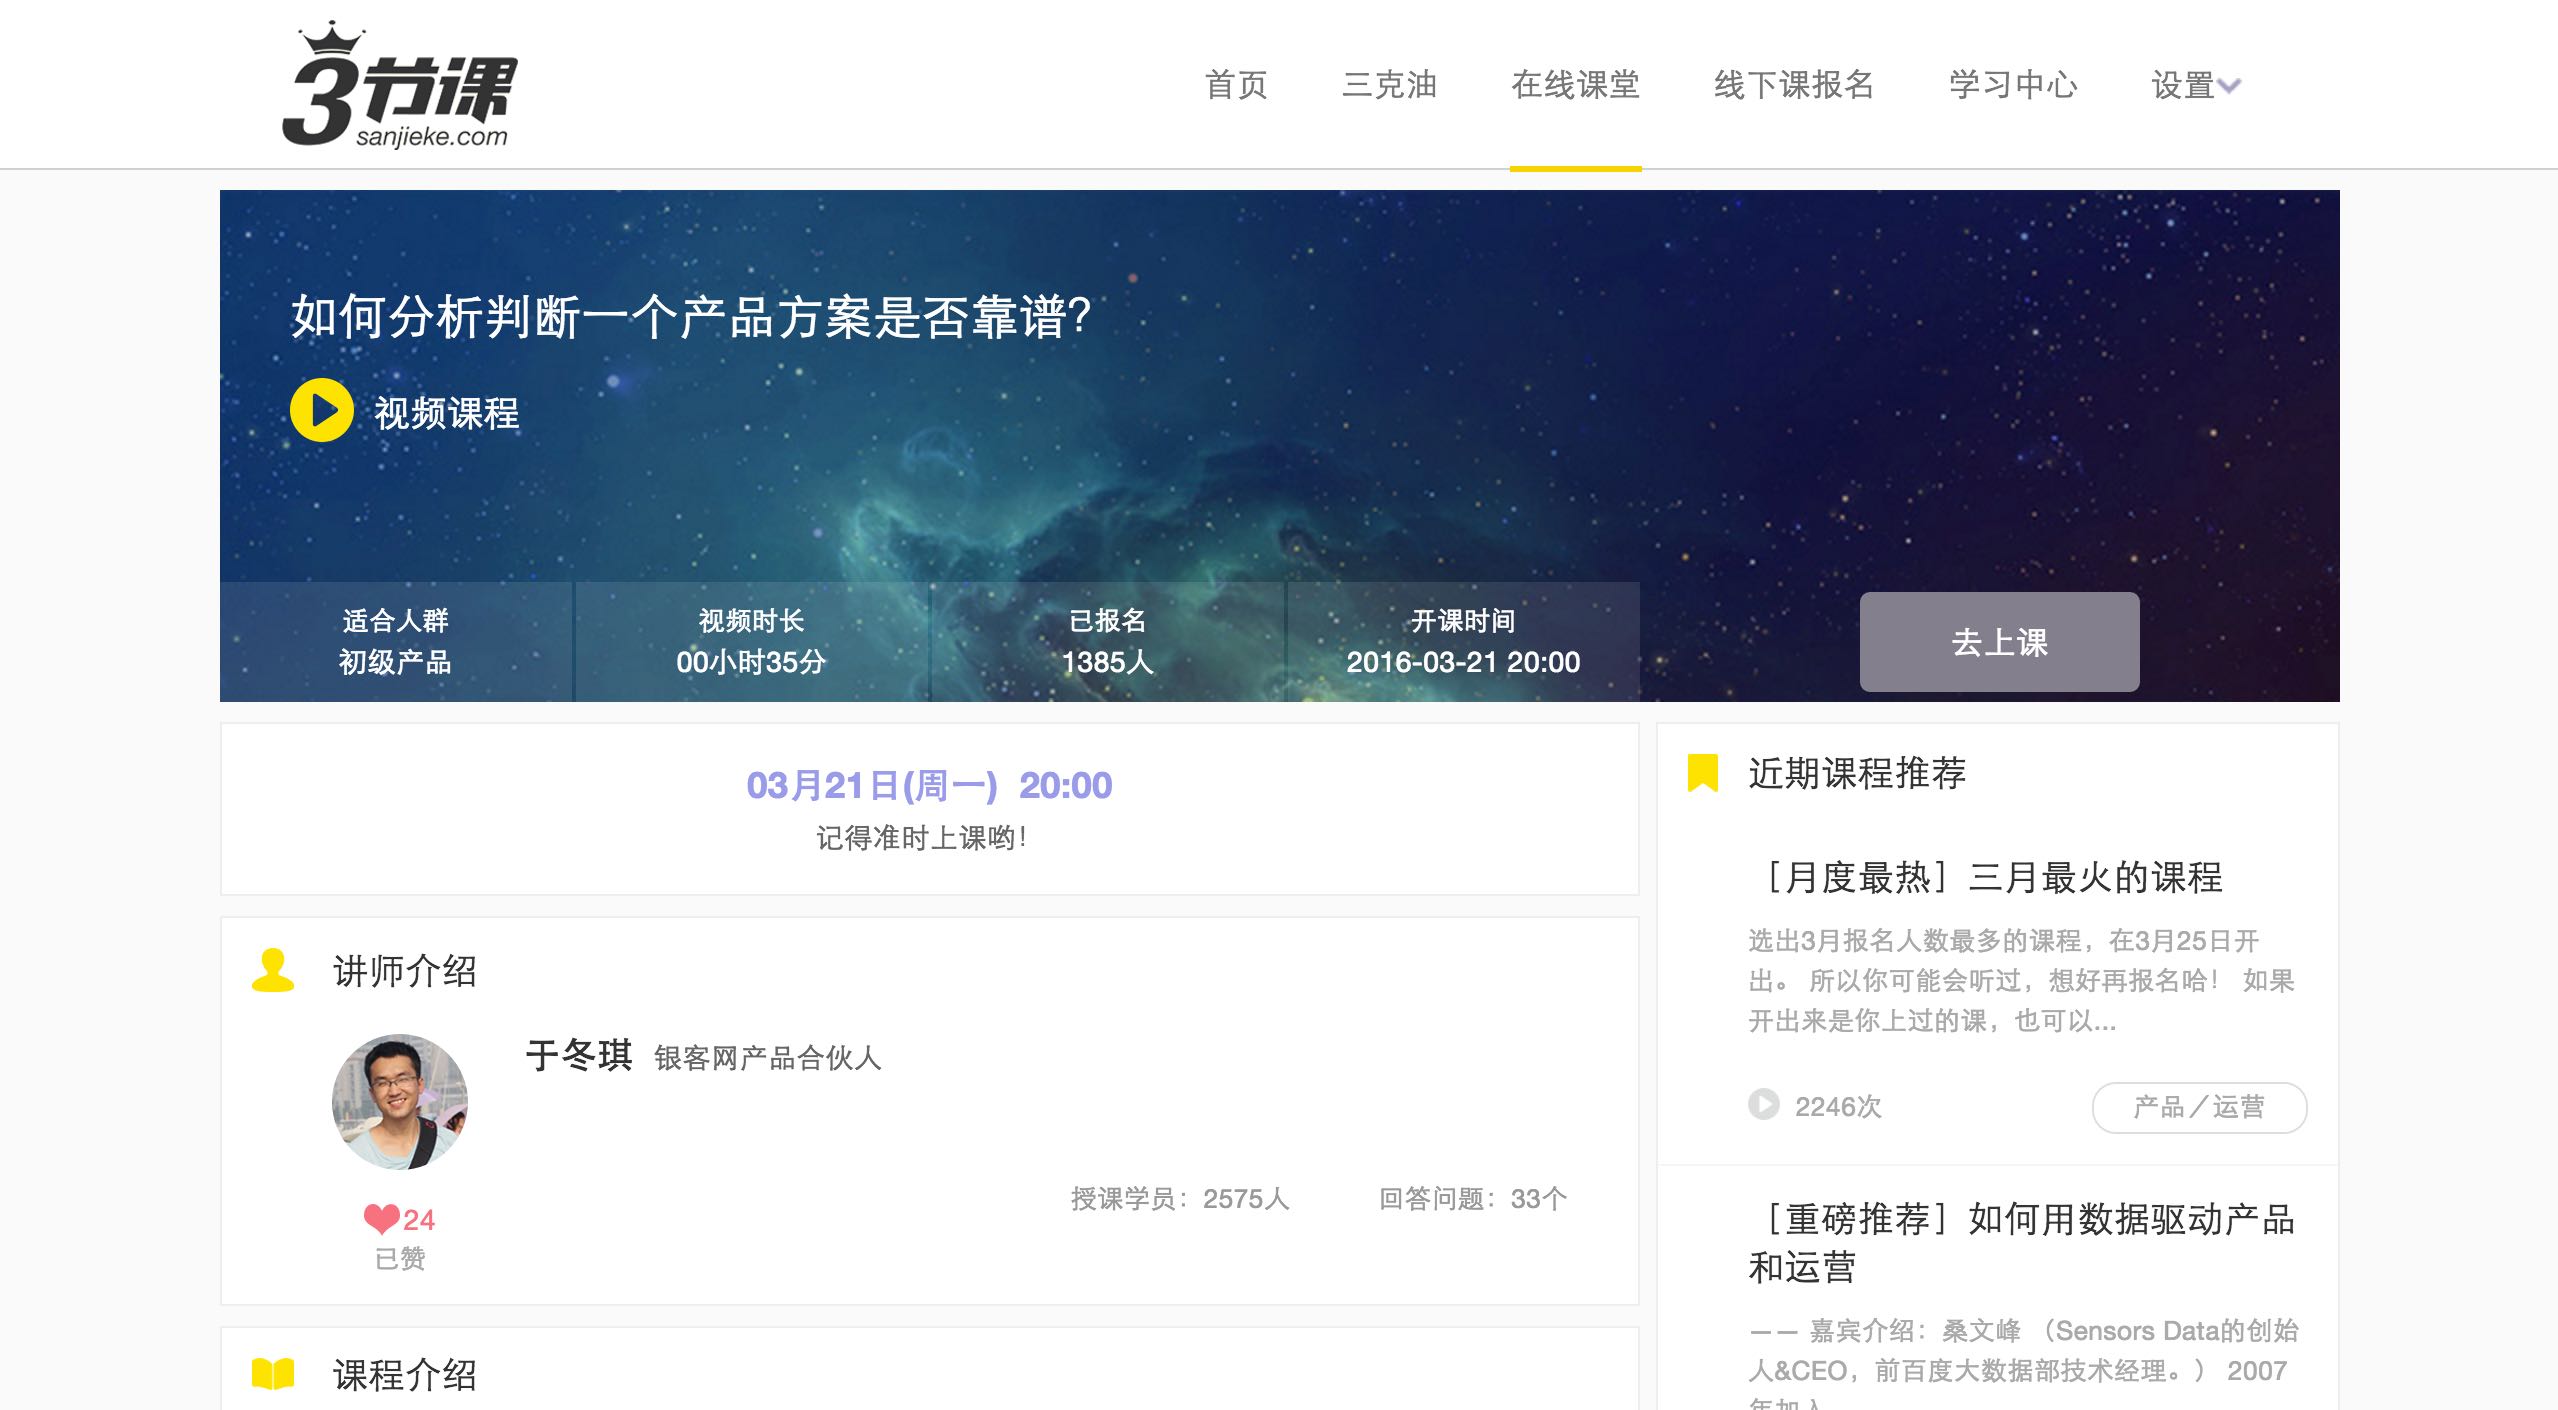 3节课
sanjieke.com
首页 三克油 在线课堂 线下课报名 学习中心 设置
如何分析判断一个产品方案是否靠谱?
视频课程
适合人群
初级产品
视频时长
00小时35分
已报名
1385人
开课时间
2016-03-21 20:00
去上课
03月21日(周一) 20:00
记得准时上课哟！
讲师介绍
于冬琪 银客网产品合伙人
授课学员：2575人 回答问题：33个
24
已赞
课程介绍
近期课程推荐
［月度最热］三月最火的课程
选出3月报名人数最多的课程，在3月25日开
出。 所以你可能会听过，想好再报名哈！ 如果
开出来是你上过的课，也可以...
2246次 产品／运营
［重磅推荐］如何用数据驱动产品
和运营
—— 嘉宾介绍：桑文峰 （Sensors Data的创始
人&CEO，前百度大数据部技术经理。） 2007
年加入